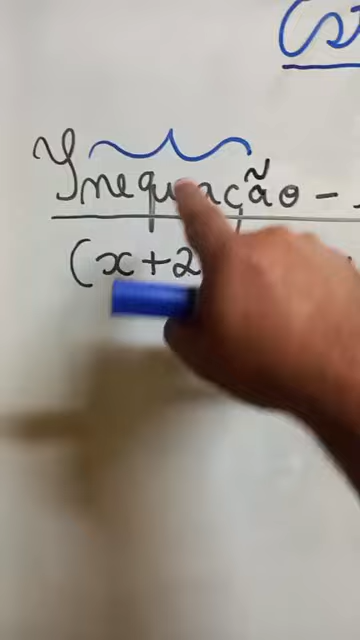 Inequação -
(x+2